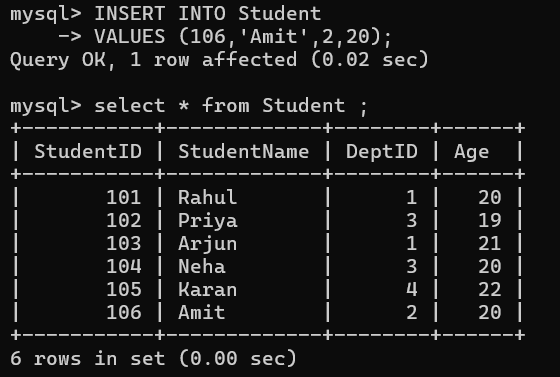 mysql> INSERT INTO Student
    -> VALUES (106,'Amit',2,20);
Query OK, 1 row affected (0.02 sec)

mysql> select * from Student ;
+-----------+-------------+--------+------+
| StudentID | StudentName | DeptID | Age  |
+-----------+-------------+--------+------+
|       101 | Rahul       |      1 |   20 |
|       102 | Priya       |      3 |   19 |
|       103 | Arjun       |      1 |   21 |
|       104 | Neha        |      3 |   20 |
|       105 | Karan       |      4 |   22 |
|       106 | Amit        |      2 |   20 |
+-----------+-------------+--------+------+
6 rows in set (0.00 sec)